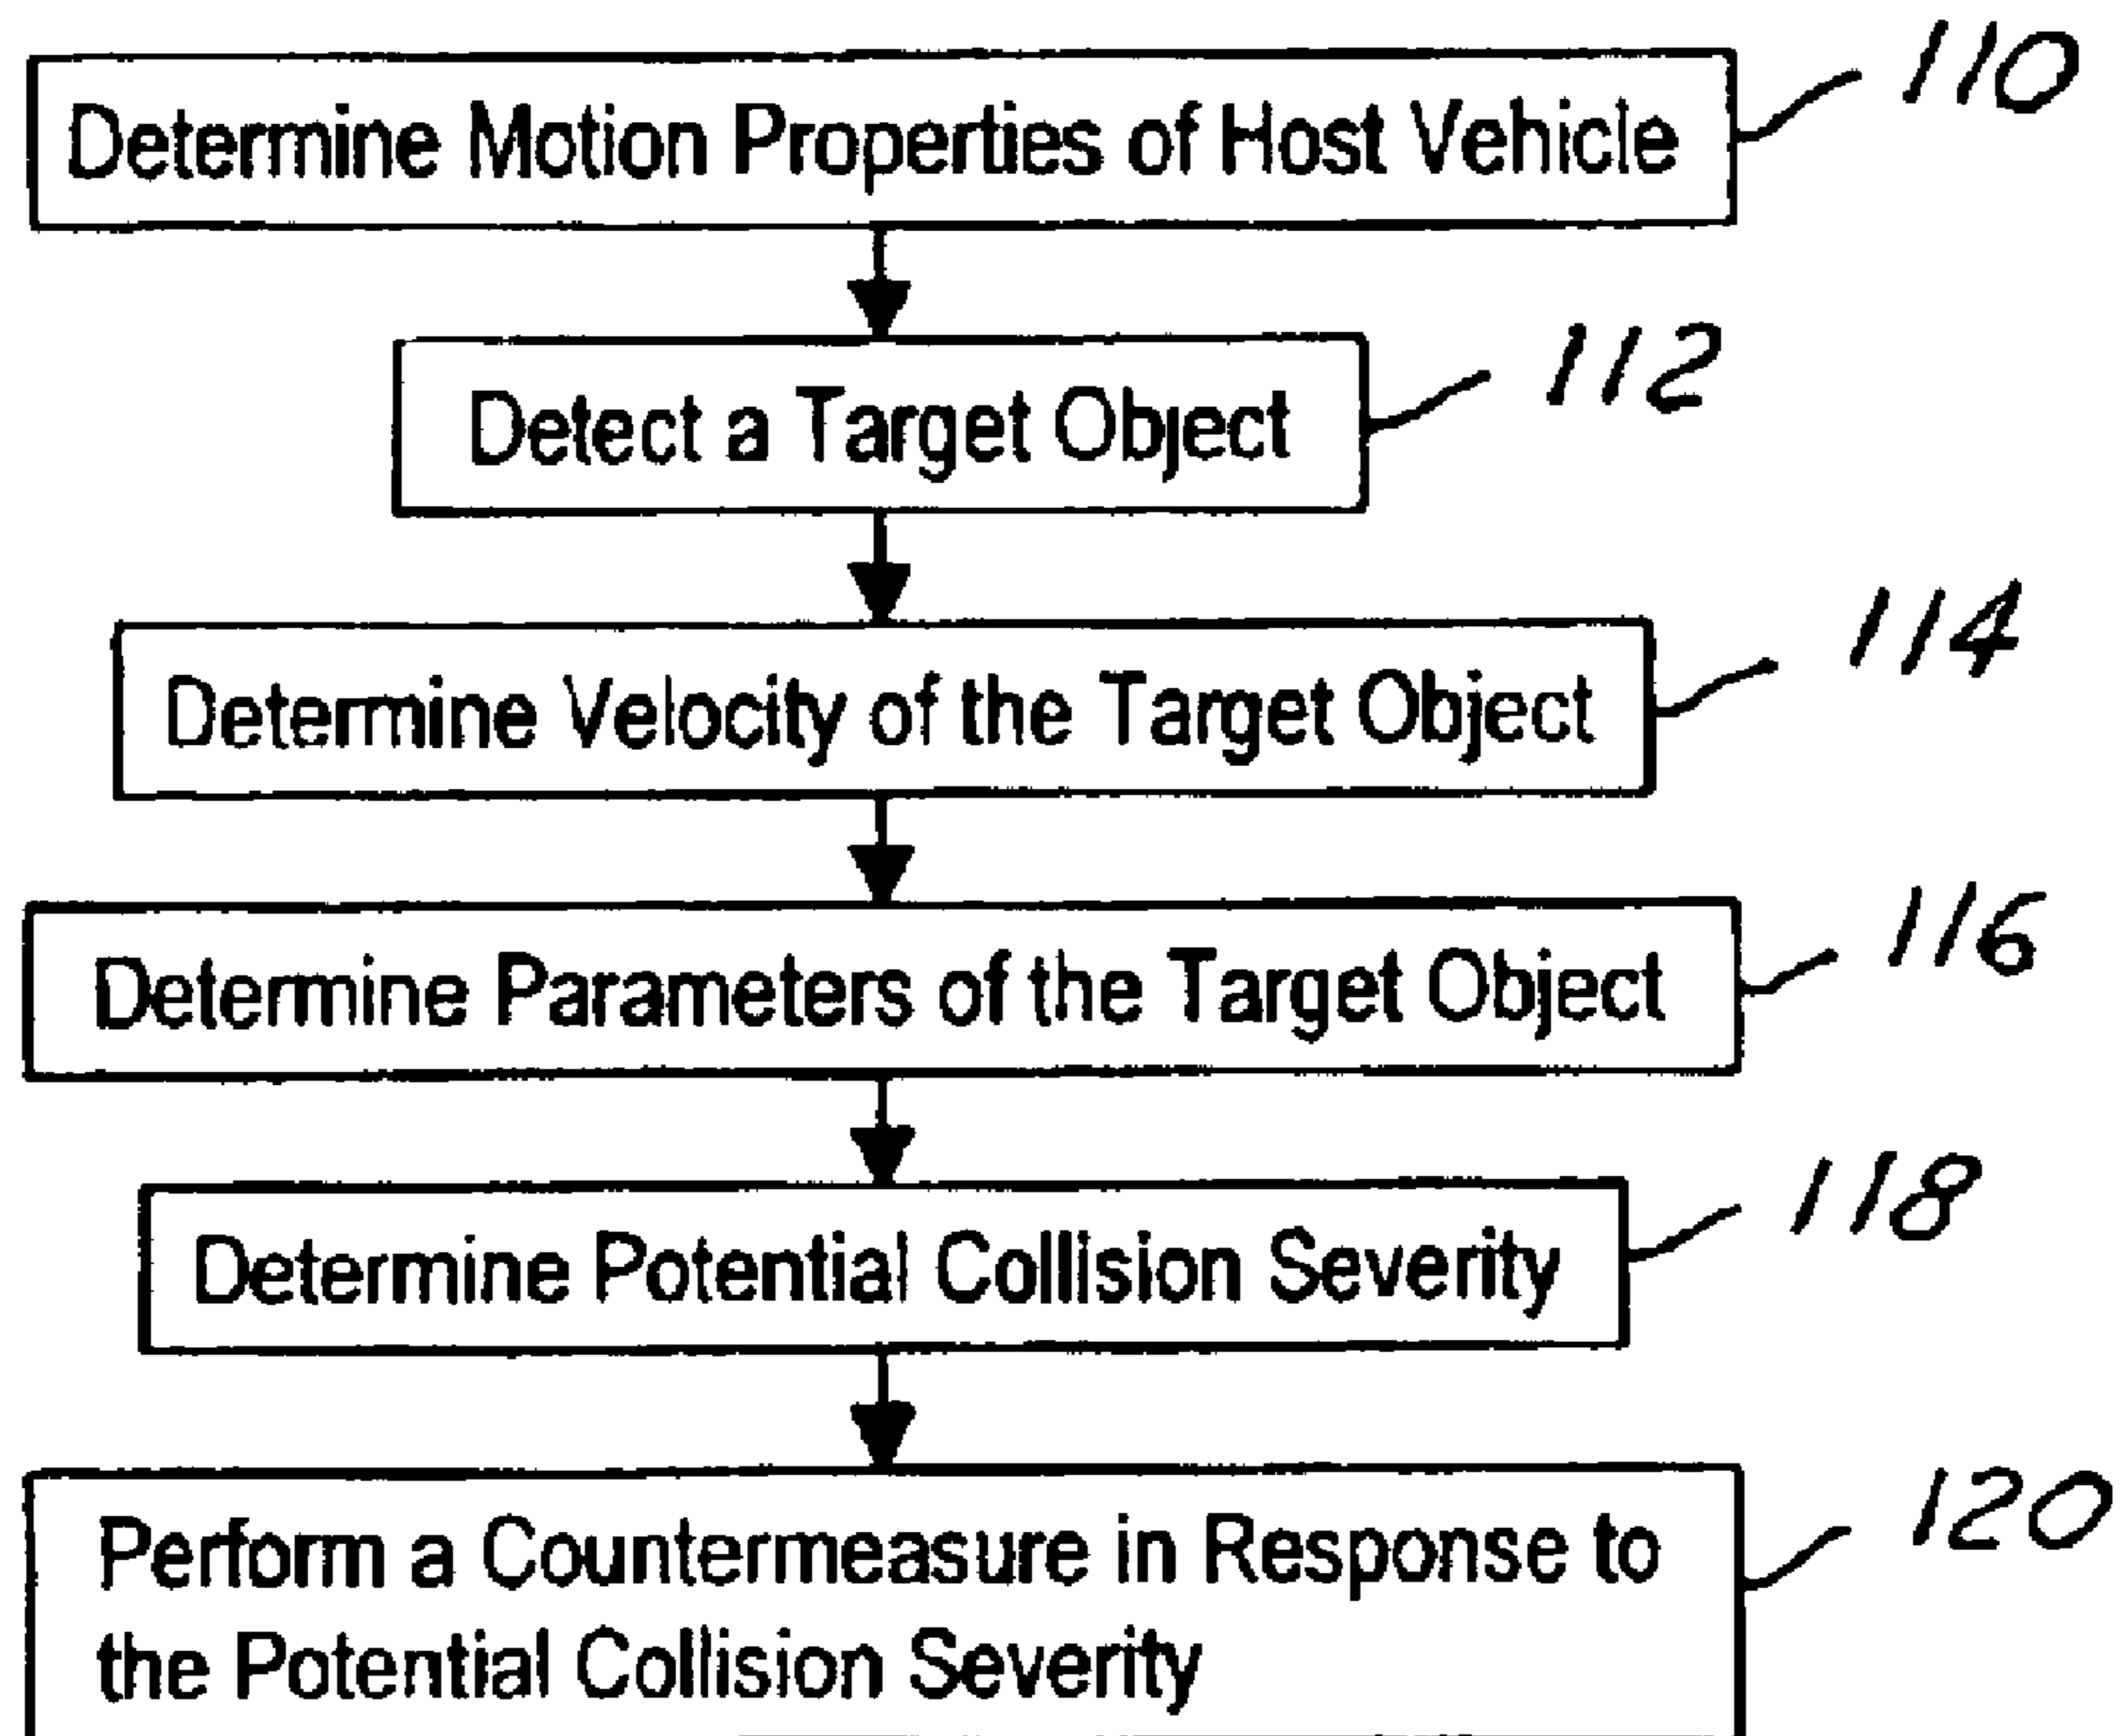 Determine Motion Properties of Host Vehicle
110
Detect a Target Object
112
Determine Velocity of the Target Object
114
Determine Parameters of the Target Object
116
Determine Potential Collision Severity
118
Perform a Countermeasure in Response to
the Potential Collision Severity
120